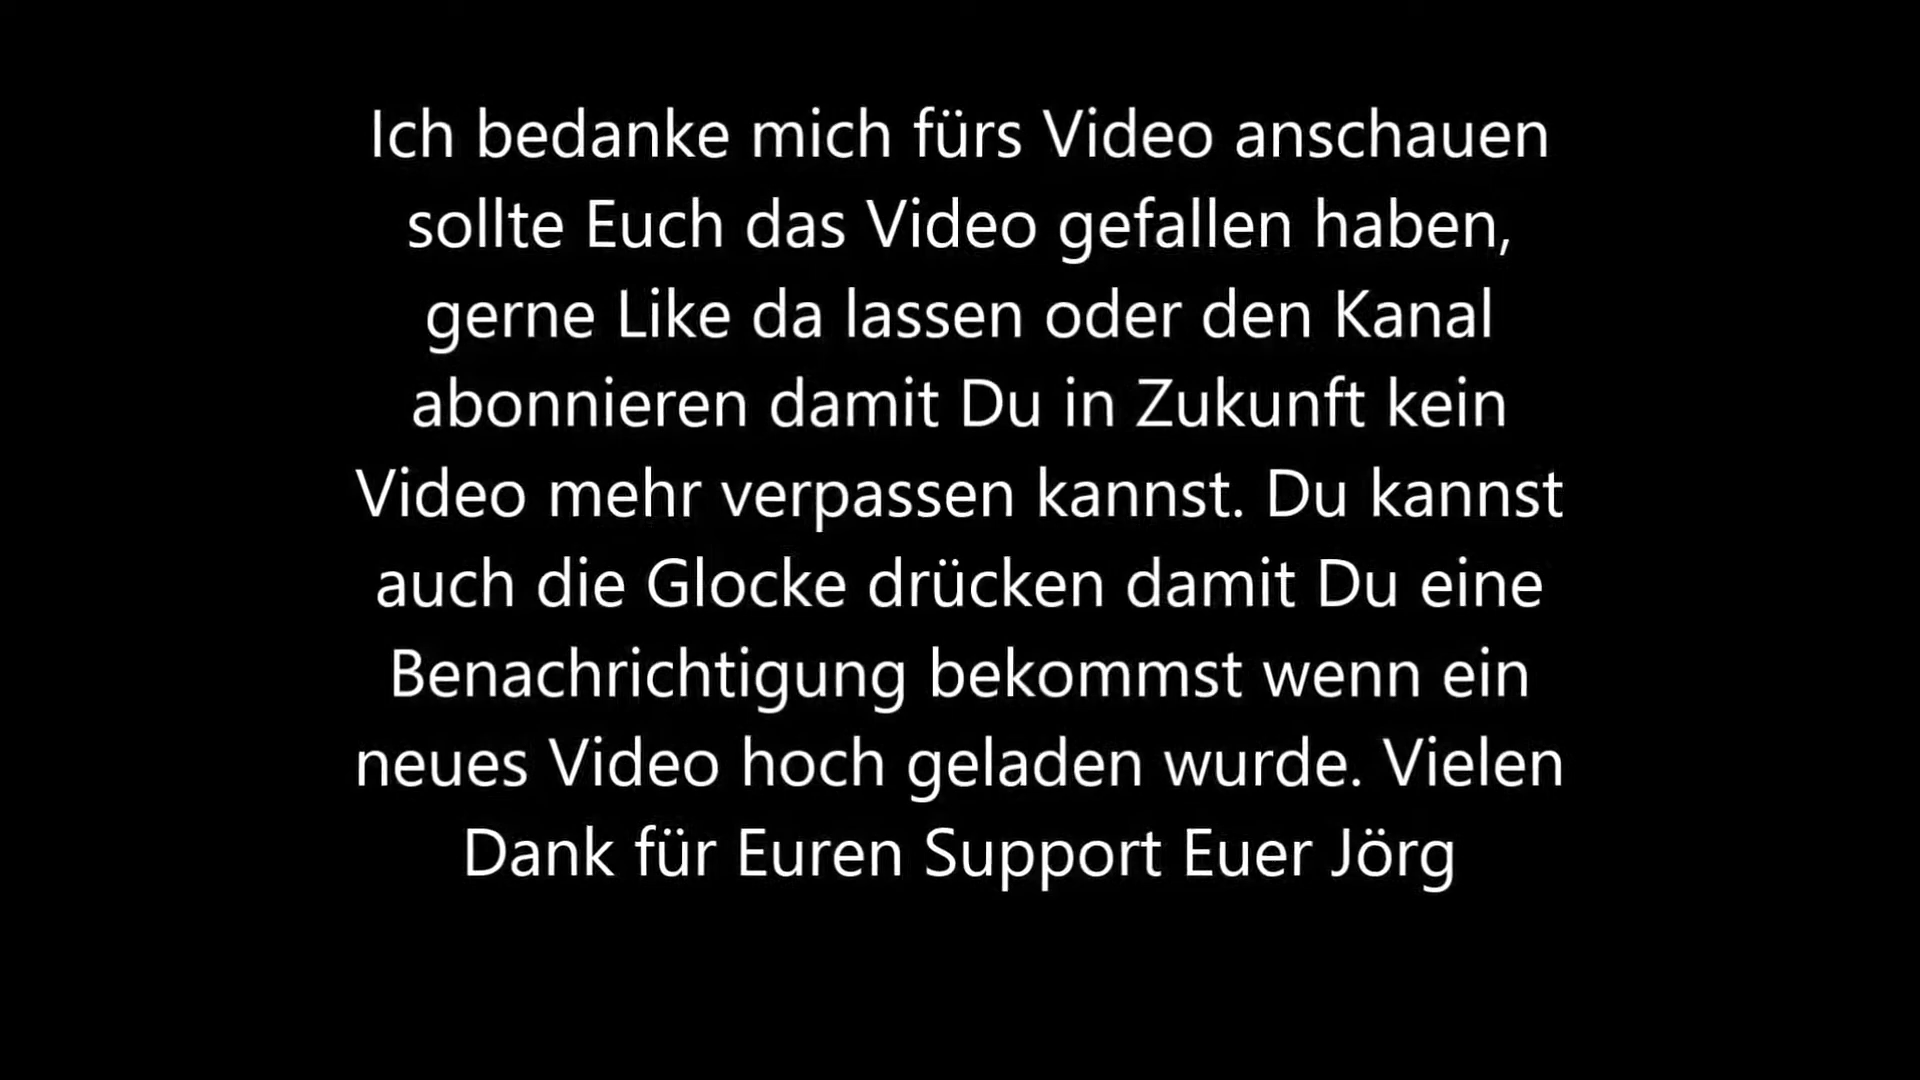 Ich bedanke mich fürs Video anschauen
sollte Euch das Video gefallen haben,
gerne Like da lassen oder den Kanal
abonnieren damit Du in Zukunft kein
Video mehr verpassen kannst. Du kannst
auch die Glocke drücken damit Du eine
Benachrichtigung bekommst wenn ein
neues Video hoch geladen wurde. Vielen
Dank für Euren Support Euer Jörg